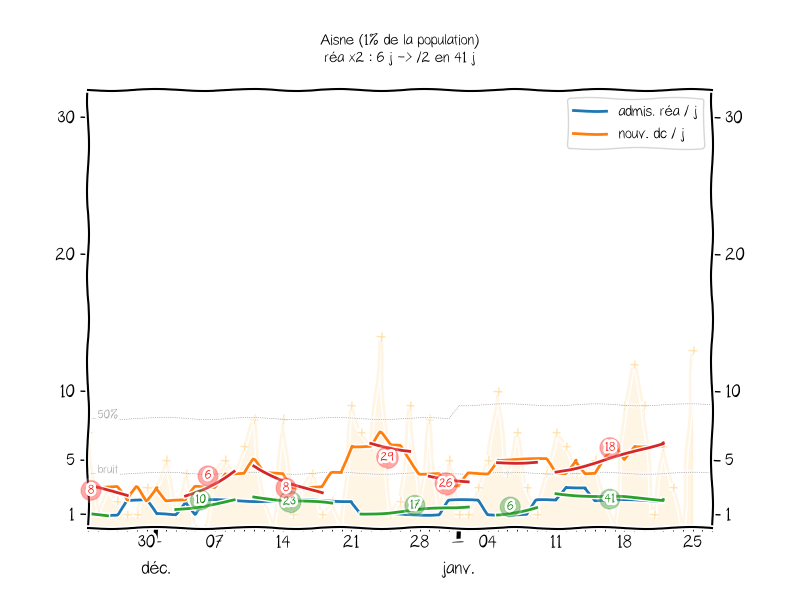 Aisne (1% de la population)
réa x2 : 6 j -> /2 en 41 j
admis. réa / j
nouv. dc / j
30 30
20 20
10 10
50%
5 5
bruit
1 1
8 6 10 8 23 29 17 26 6 18 41
30 07 14 21 28 04 11 18 25
déc. janv.